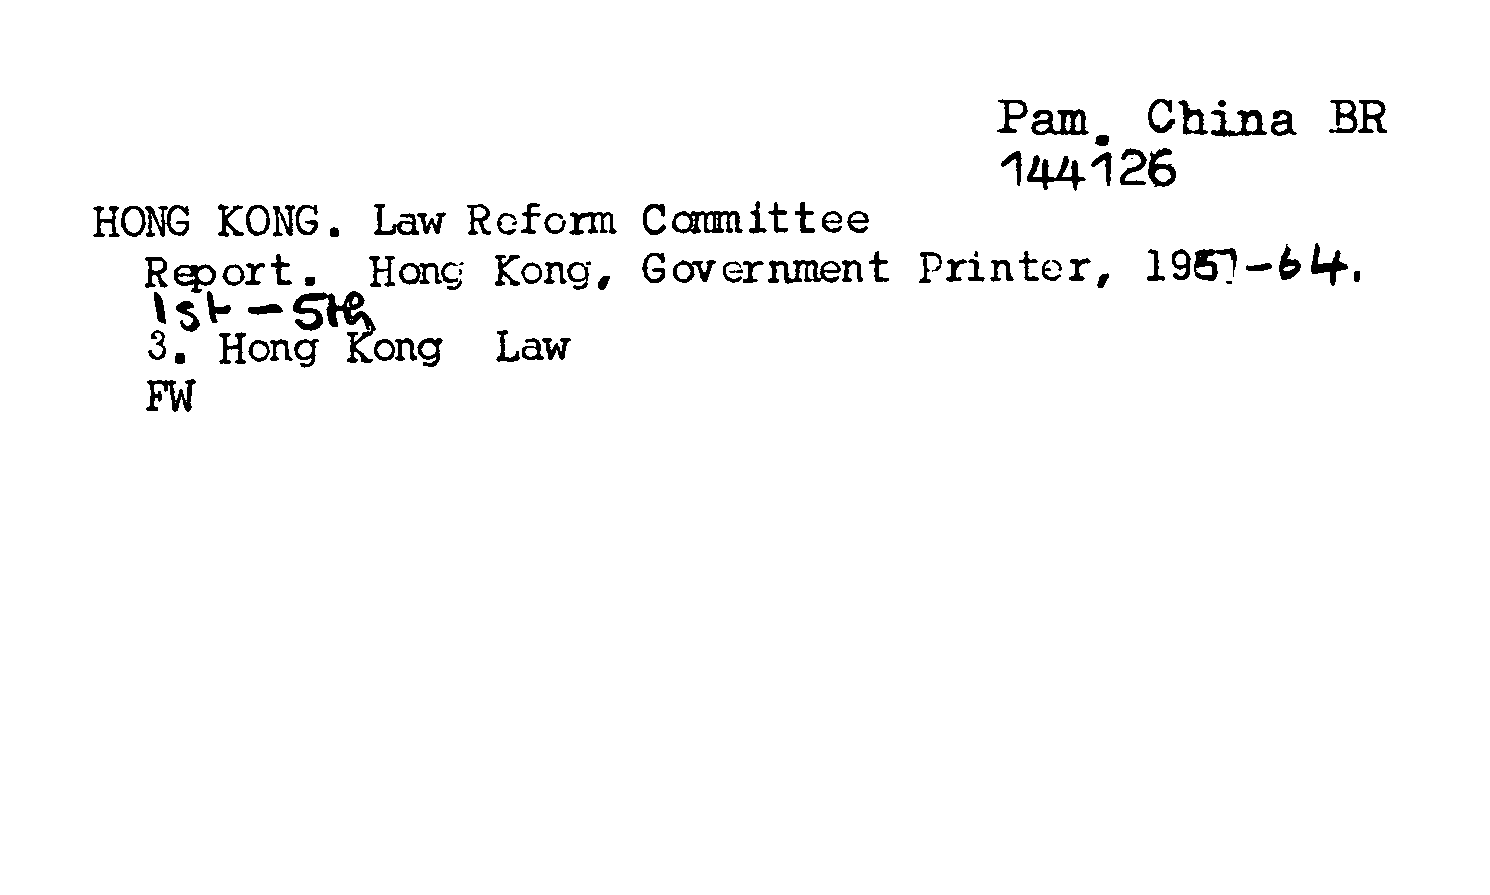 Pam. China BR
144126
HONG KONG. Law Reform Committee
Report. Hong Kong, Government Printer, 1957-64.
1st - 5th
3. Hong Kong Law
FW